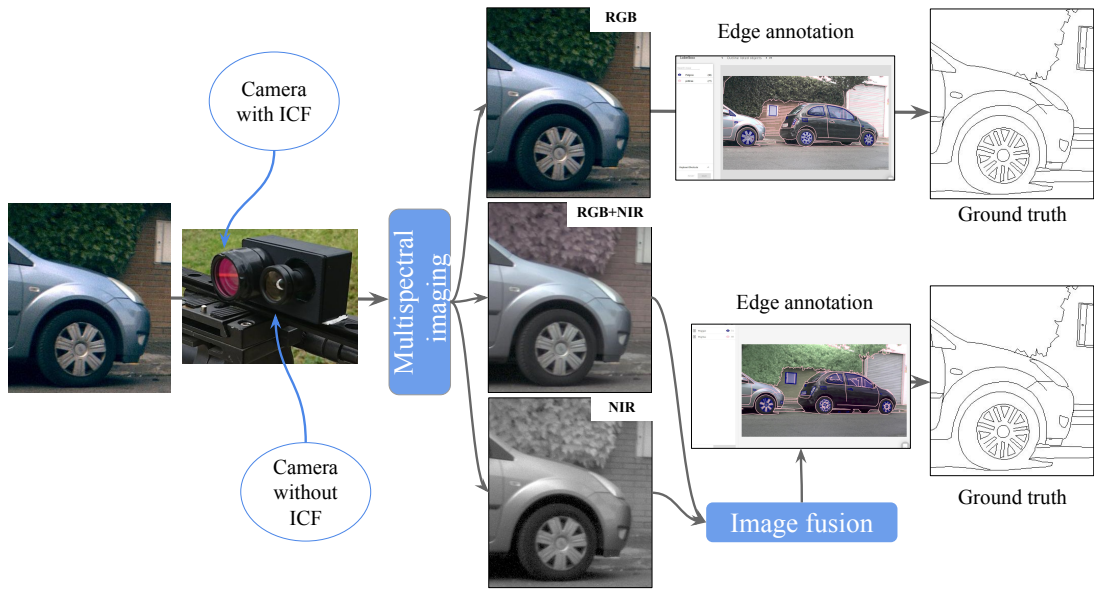 RGB
Edge annotation
Camera
with ICF
Ground truth
RGB+NIR
Multispectral
imaging
Edge annotation
NIR
Camera
without
ICF
Image fusion
Ground truth